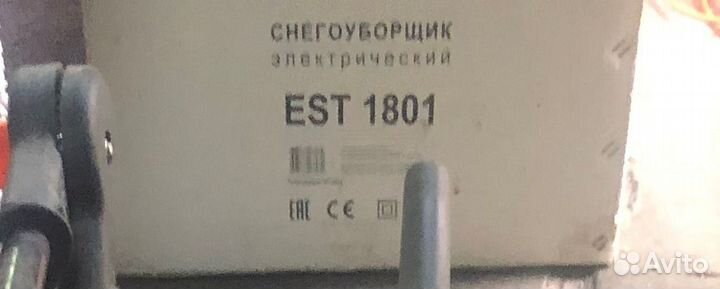 СНЕГОУБОРЩИК
электрический
EST 1801
EAC CE
Avito